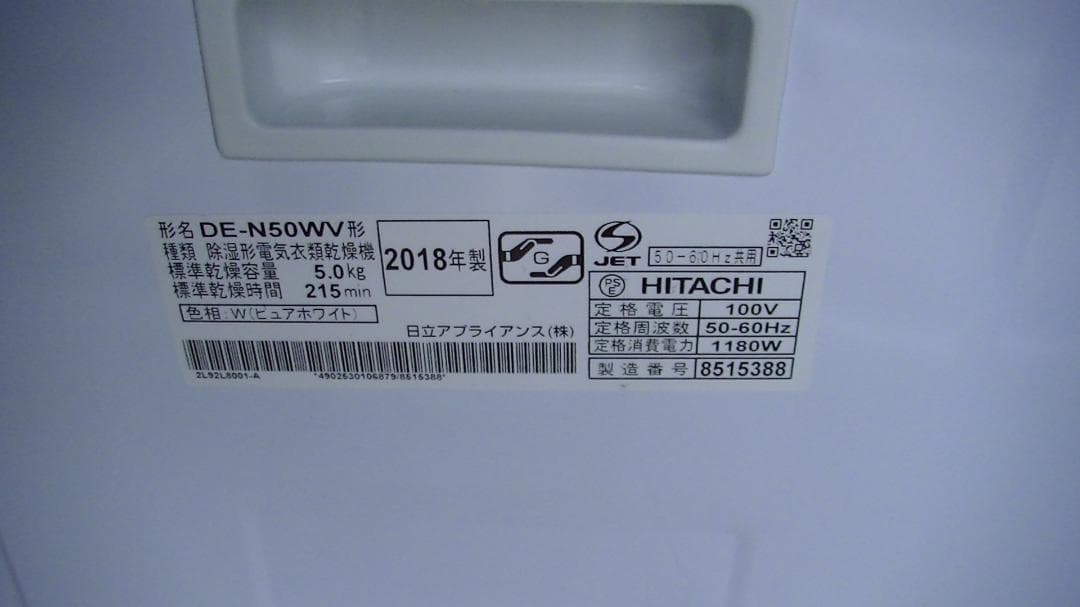 形名 DE-N50WV形
種類 除湿形電気衣類乾燥機
標準乾燥容量 5.0kg
標準乾燥時間 215min
色相:W(ピュアホワイト)
2018年製
G
JET
50-60Hz共用
PS E HITACHI
定格電圧 100V
定格周波数 50-60Hz
定格消費電力 1180W
製造番号 8515388
日立アプライアンス(株)
2L92L8001-A *4902530106879/8515388*